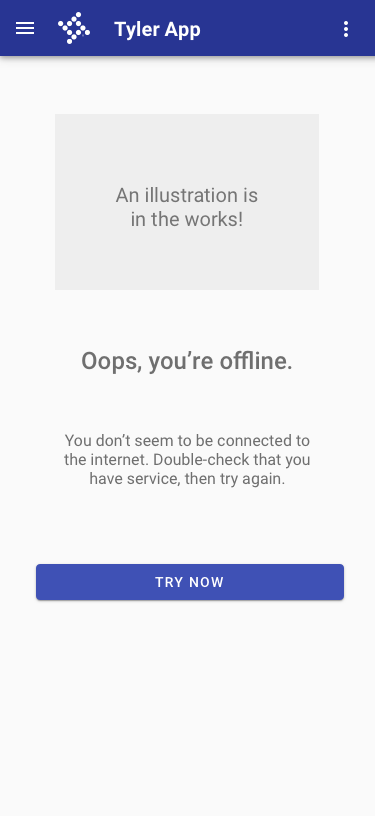 Tyler App
An illustration is
in the works!
Oops, you’re offline.
You don’t seem to be connected to
the internet. Double-check that you
have service, then try again.
TRY NOW